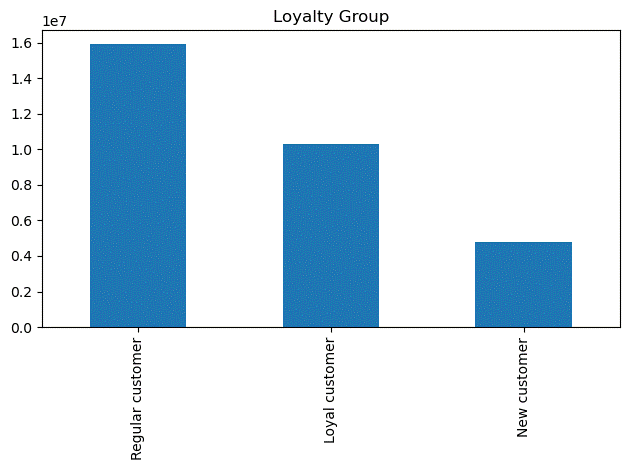 Loyalty Group
1e7
1.6
1.4
1.2
1.0
0.8
0.6
0.4
0.2
0.0
Regular customer
Loyal customer
New customer